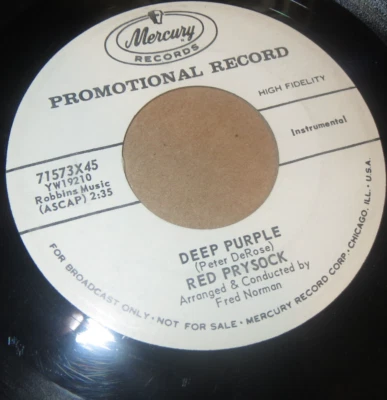 Mercury
RECORDS
PROMOTIONAL RECORD
HIGH FIDELITY
Instrumental
71573X45
YW19210
Robbins Music
(ASCAP) 2:35
DEEP PURPLE
(Peter DeRose)
RED PRYSOCK
Arranged & Conducted by
Fred Norman
FOR BROADCAST ONLY • NOT FOR SALE • MERCURY RECORD CORP. • CHICAGO, ILL. • U.S.A.